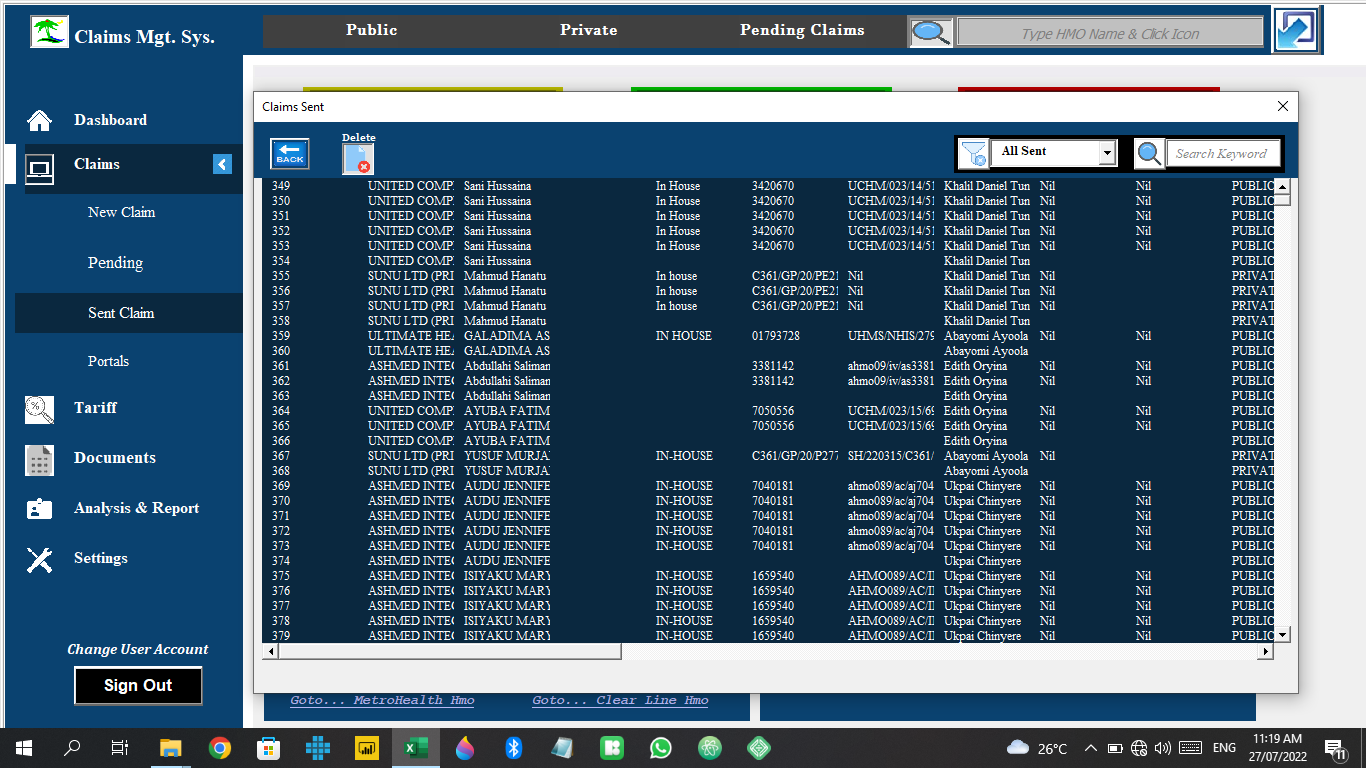 Claims Mgt. Sys.
Public Private Pending Claims Type HMO Name & Click Icon
Claims Sent
Dashboard
Claims
New Claim
Pending
Sent Claim
Portals
Tariff
Documents
Analysis & Report
Settings
Change User Account
Sign Out
BACK Delete All Sent Search Keyword
349 UNITED COMP Sani Hussaina In House 3420670 UCHM/023/14/51 Khalil Daniel Tun Nil Nil PUBLIC
350 UNITED COMP Sani Hussaina In House 3420670 UCHM/023/14/51 Khalil Daniel Tun Nil Nil PUBLIC
351 UNITED COMP Sani Hussaina In House 3420670 UCHM/023/14/51 Khalil Daniel Tun Nil Nil PUBLIC
352 UNITED COMP Sani Hussaina In House 3420670 UCHM/023/14/51 Khalil Daniel Tun Nil Nil PUBLIC
353 UNITED COMP Sani Hussaina In House 3420670 UCHM/023/14/51 Khalil Daniel Tun Nil Nil PUBLIC
354 UNITED COMP Sani Hussaina Khalil Daniel Tun PUBLIC
355 SUNU LTD (PRI Mahmud Hanatu In house C361/GP/20/PE21 Nil Khalil Daniel Tun Nil PRIVAT
356 SUNU LTD (PRI Mahmud Hanatu In house C361/GP/20/PE21 Nil Khalil Daniel Tun Nil PRIVAT
357 SUNU LTD (PRI Mahmud Hanatu In house C361/GP/20/PE21 Nil Khalil Daniel Tun Nil PRIVAT
358 SUNU LTD (PRI Mahmud Hanatu Khalil Daniel Tun PRIVAT
359 ULTIMATE HEA GALADIMA AS IN HOUSE 01793728 UHMS/NHIS/279 Abayomi Ayoola Nil Nil PUBLIC
360 ULTIMATE HEA GALADIMA AS Abayomi Ayoola PUBLIC
361 ASHMED INTEG Abdullahi Saliman 3381142 ahmo09/iv/as3381 Edith Oryina Nil Nil PUBLIC
362 ASHMED INTEG Abdullahi Saliman 3381142 ahmo09/iv/as3381 Edith Oryina Nil Nil PUBLIC
363 ASHMED INTEG Abdullahi Saliman Edith Oryina PUBLIC
364 UNITED COMP AYUBA FATIM 7050556 UCHM/023/15/69 Edith Oryina Nil Nil PUBLIC
365 UNITED COMP AYUBA FATIM 7050556 UCHM/023/15/69 Edith Oryina Nil Nil PUBLIC
366 UNITED COMP AYUBA FATIM Edith Oryina PUBLIC
367 SUNU LTD (PRI YUSUF MURJA IN-HOUSE C361/GP/20/P277 SH/220315/C361/ Abayomi Ayoola Nil PRIVAT
368 SUNU LTD (PRI YUSUF MURJA Abayomi Ayoola PRIVAT
369 ASHMED INTEG AUDU JENNIFE IN-HOUSE 7040181 ahmo089/ac/aj704 Ukpai Chinyere Nil Nil PUBLIC
370 ASHMED INTEG AUDU JENNIFE IN-HOUSE 7040181 ahmo089/ac/aj704 Ukpai Chinyere Nil Nil PUBLIC
371 ASHMED INTEG AUDU JENNIFE IN-HOUSE 7040181 ahmo089/ac/aj704 Ukpai Chinyere Nil Nil PUBLIC
372 ASHMED INTEG AUDU JENNIFE IN-HOUSE 7040181 ahmo089/ac/aj704 Ukpai Chinyere Nil Nil PUBLIC
373 ASHMED INTEG AUDU JENNIFE IN-HOUSE 7040181 ahmo089/ac/aj704 Ukpai Chinyere Nil Nil PUBLIC
374 ASHMED INTEG AUDU JENNIFE Ukpai Chinyere PUBLIC
375 ASHMED INTEG ISIYAKU MARY IN-HOUSE 1659540 AHMO089/AC/II Ukpai Chinyere Nil Nil PUBLIC
376 ASHMED INTEG ISIYAKU MARY IN-HOUSE 1659540 AHMO089/AC/II Ukpai Chinyere Nil Nil PUBLIC
377 ASHMED INTEG ISIYAKU MARY IN-HOUSE 1659540 AHMO089/AC/II Ukpai Chinyere Nil Nil PUBLIC
378 ASHMED INTEG ISIYAKU MARY IN-HOUSE 1659540 AHMO089/AC/II Ukpai Chinyere Nil Nil PUBLIC
379 ASHMED INTEG ISIYAKU MARY IN-HOUSE 1659540 AHMO089/AC/II Ukpai Chinyere Nil Nil PUBLIC
Goto... MetroHealth Hmo Goto... Clear Line Hmo
26°C ENG 11:19 AM
27/07/2022 11